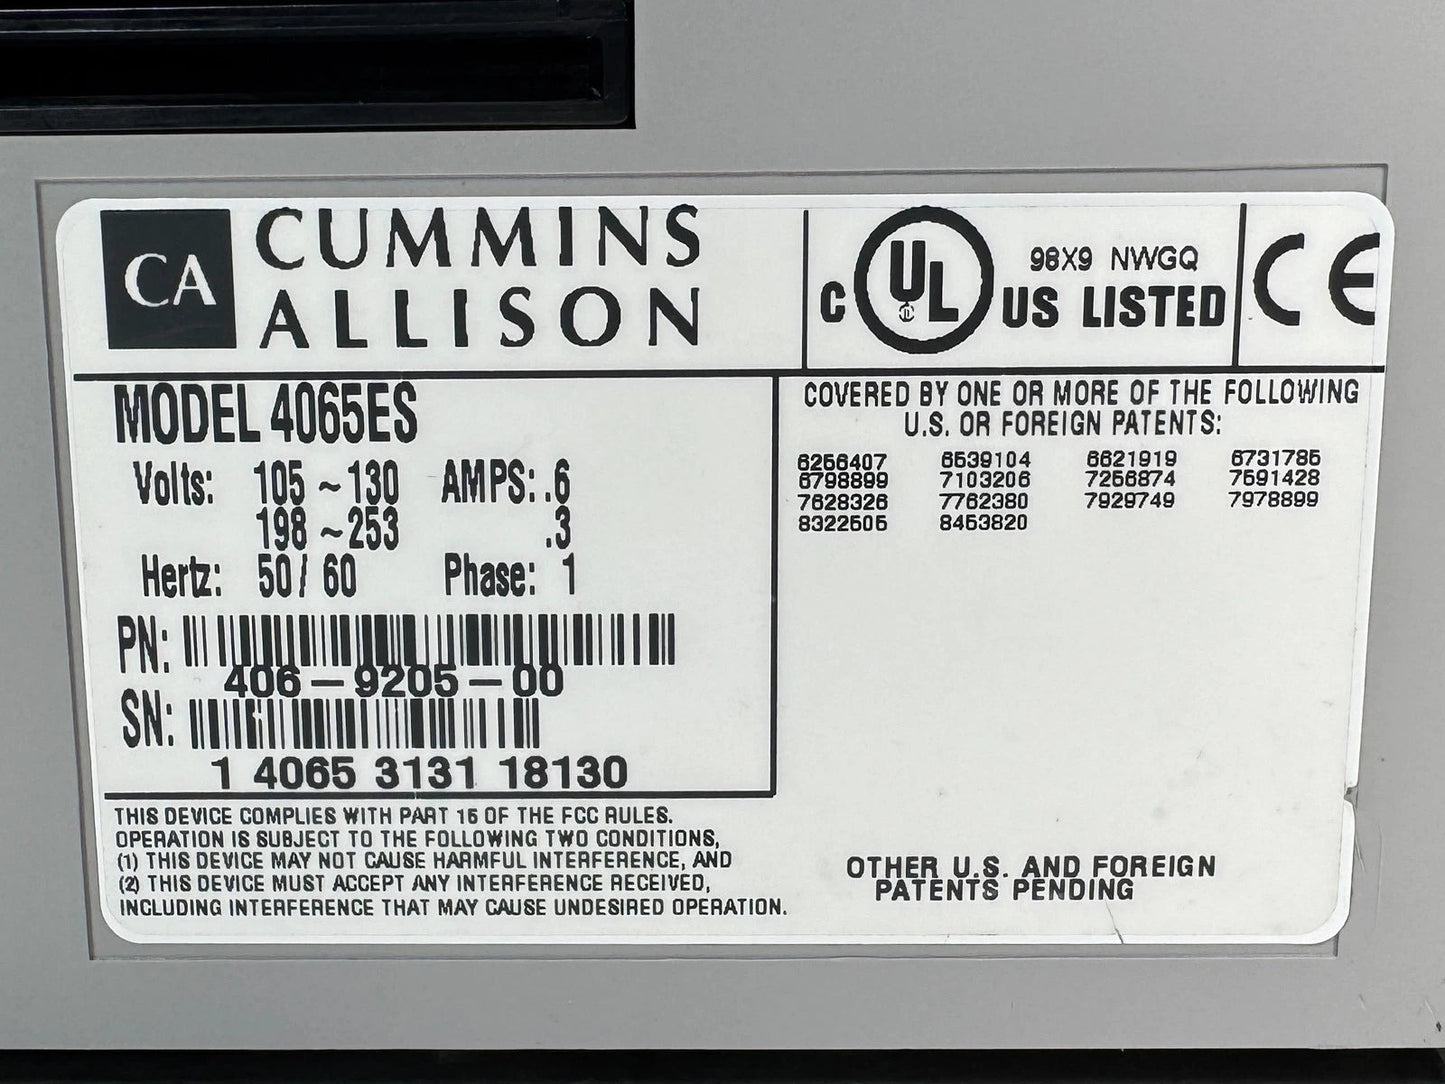 CA
CUMMINS
ALLISON
C UL US LISTED
98X9 NWGQ
CE
MODEL 4065ES
Volts: 105 ~ 130 AMPS: .6
198 ~ 253 .3
Hertz: 50 / 60 Phase: 1
PN:
406-9205-00
SN:
1 4065 3131 18130
COVERED BY ONE OR MORE OF THE FOLLOWING
U.S. OR FOREIGN PATENTS:
6256407 6539104 6621919 6731785
6798899 7103206 7256874 7591428
7628326 7762380 7929749 7978899
8322505 8453820
THIS DEVICE COMPLIES WITH PART 15 OF THE FCC RULES.
OPERATION IS SUBJECT TO THE FOLLOWING TWO CONDITIONS,
(1) THIS DEVICE MAY NOT CAUSE HARMFUL INTERFERENCE, AND
(2) THIS DEVICE MUST ACCEPT ANY INTERFERENCE RECEIVED,
INCLUDING INTERFERENCE THAT MAY CAUSE UNDESIRED OPERATION.
OTHER U.S. AND FOREIGN
PATENTS PENDING